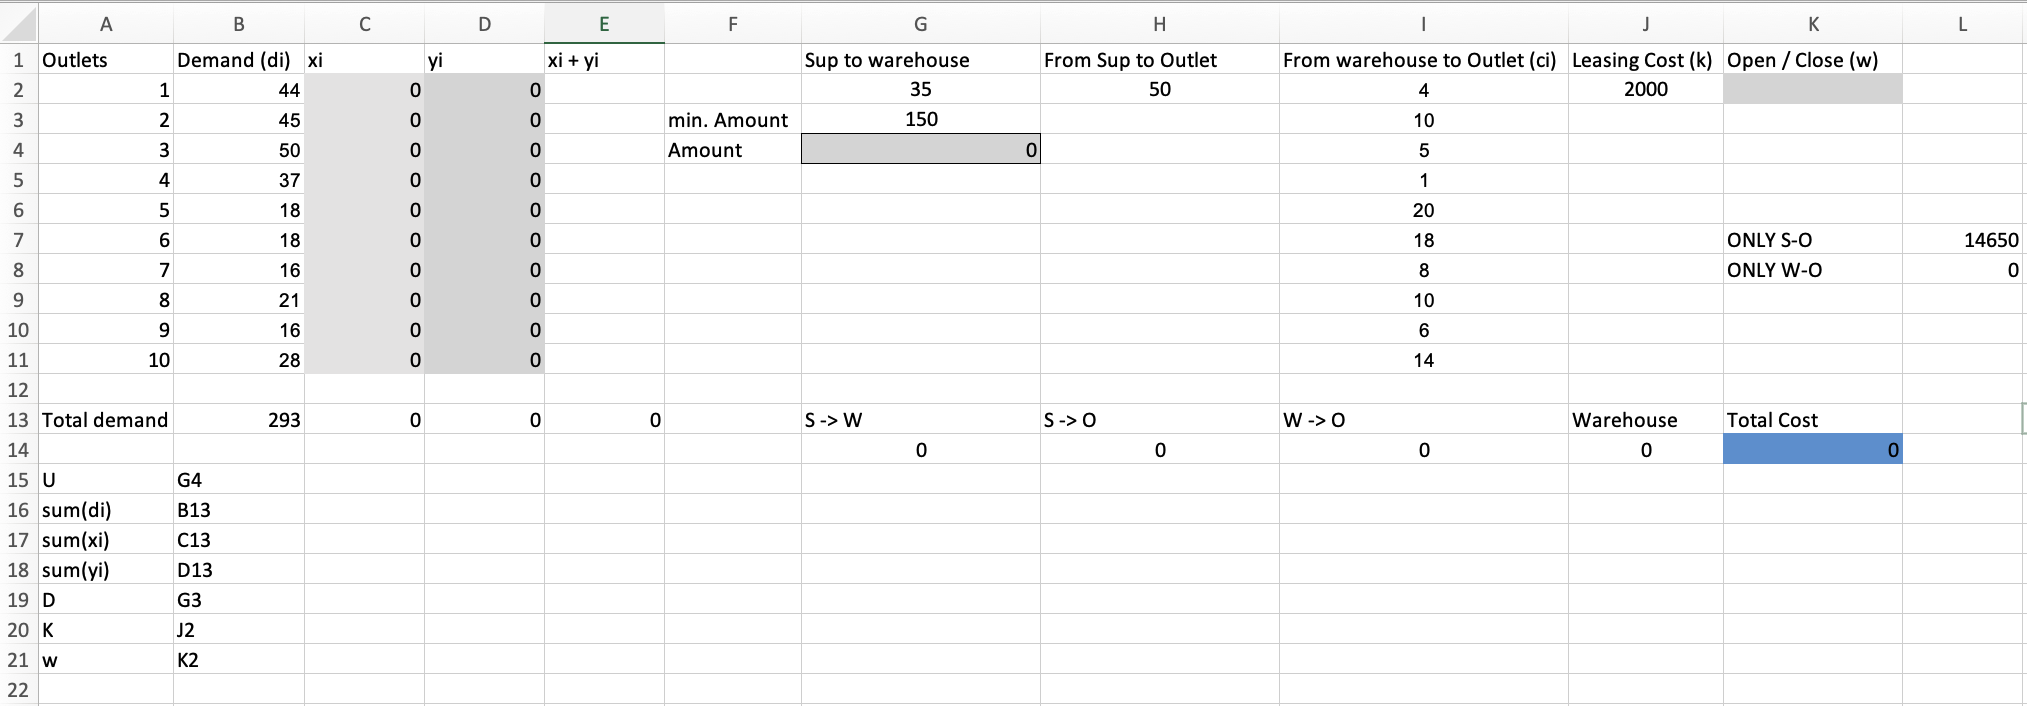 A B C D E F G H I J K L
1 Outlets Demand (di) xi yi xi + yi Sup to warehouse From Sup to Outlet From warehouse to Outlet (ci) Leasing Cost (k) Open / Close (w)
2 1 44 0 0 35 50 4 2000
3 2 45 0 0 min. Amount 150 10
4 3 50 0 0 Amount 0 5
5 4 37 0 0 1
6 5 18 0 0 20
7 6 18 0 0 18 ONLY S-O 14650
8 7 16 0 0 8 ONLY W-O 0
9 8 21 0 0 10
10 9 16 0 0 6
11 10 28 0 0 14
12
13 Total demand 293 0 0 0 S -> W S -> O W -> O Warehouse Total Cost
14 0 0 0 0 0
15 U G4
16 sum(di) B13
17 sum(xi) C13
18 sum(yi) D13
19 D G3
20 K J2
21 w K2
22